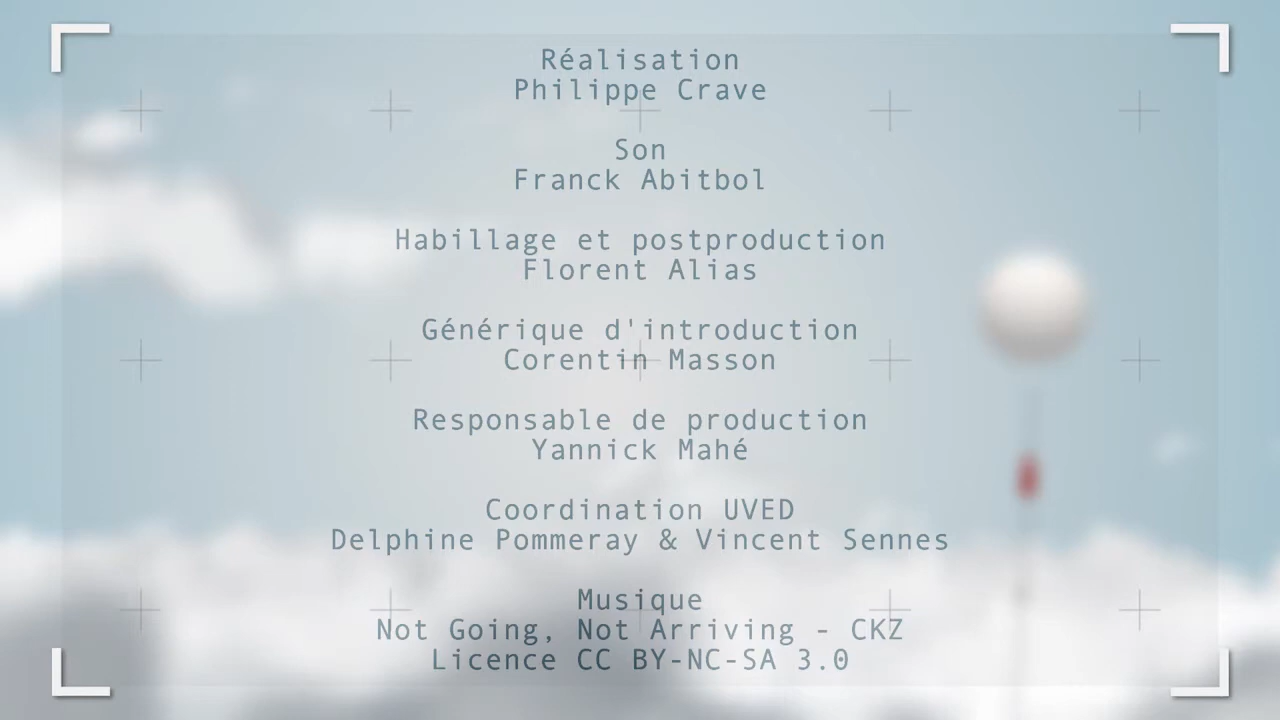 Réalisation
Philippe Crave
Son
Franck Abitbol
Habillage et postproduction
Florent Alias
Générique d'introduction
Corentin Masson
Responsable de production
Yannick Mahé
Coordination UVED
Delphine Pommeray & Vincent Sennes
Musique
Not Going, Not Arriving - CKZ
Licence CC BY-NC-SA 3.0